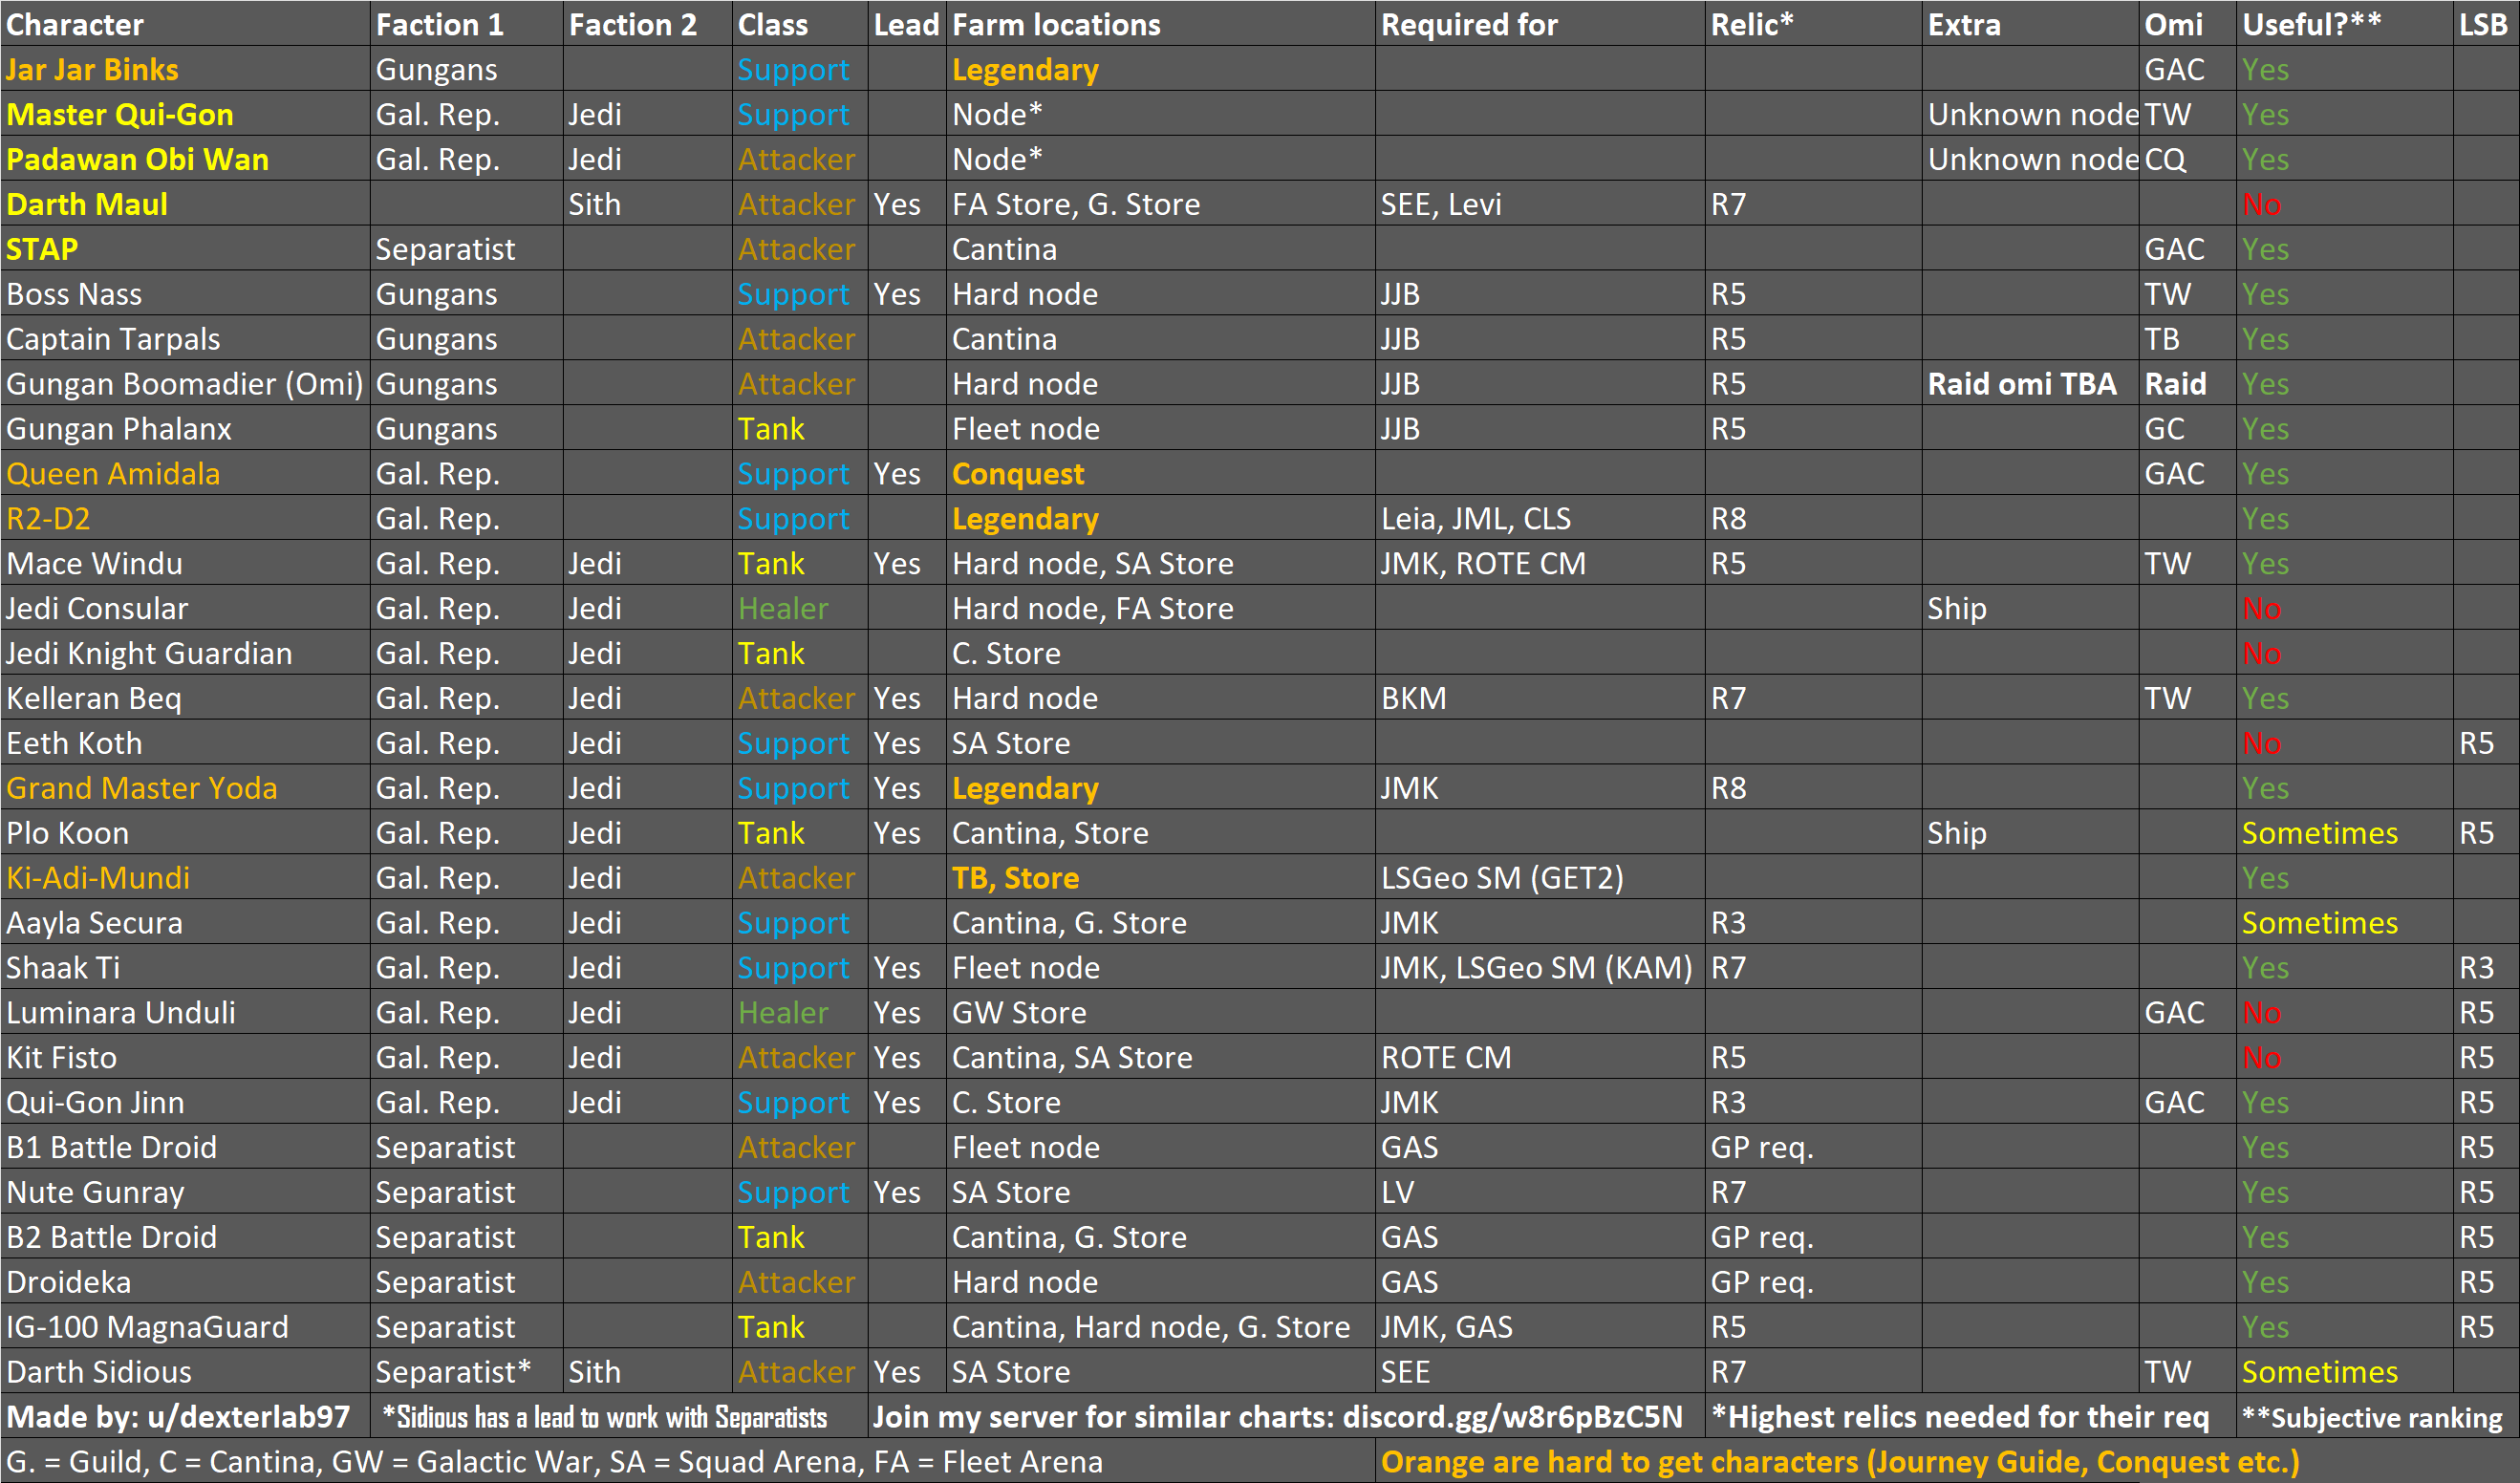 Character Faction 1 Faction 2 Class Lead Farm locations Required for Relic* Extra Omi Useful?** LSB
Jar Jar Binks Gungans Support Legendary GAC Yes
Master Qui-Gon Gal. Rep. Jedi Support Node* Unknown node TW Yes
Padawan Obi Wan Gal. Rep. Jedi Attacker Node* Unknown node CQ Yes
Darth Maul Sith Attacker Yes FA Store, G. Store SEE, Levi R7 No
STAP Separatist Attacker Cantina GAC Yes
Boss Nass Gungans Support Yes Hard node JJB R5 TW Yes
Captain Tarpals Gungans Attacker Cantina JJB R5 TB Yes
Gungan Boomadier (Omi) Gungans Attacker Hard node JJB R5 Raid omi TBA Raid Yes
Gungan Phalanx Gungans Tank Fleet node JJB R5 GC Yes
Queen Amidala Gal. Rep. Support Yes Conquest GAC Yes
R2-D2 Gal. Rep. Support Legendary Leia, JML, CLS R8 Yes
Mace Windu Gal. Rep. Jedi Tank Yes Hard node, SA Store JMK, ROTE CM R5 TW Yes
Jedi Consular Gal. Rep. Jedi Healer Hard node, FA Store Ship No
Jedi Knight Guardian Gal. Rep. Jedi Tank C. Store No
Kelleran Beq Gal. Rep. Jedi Attacker Yes Hard node BKM R7 TW Yes
Eeth Koth Gal. Rep. Jedi Support Yes SA Store No R5
Grand Master Yoda Gal. Rep. Jedi Support Yes Legendary JMK R8 Yes
Plo Koon Gal. Rep. Jedi Tank Yes Cantina, Store Ship Sometimes R5
Ki-Adi-Mundi Gal. Rep. Jedi Attacker TB, Store LSGeo SM (GET2) Yes
Aayla Secura Gal. Rep. Jedi Support Cantina, G. Store JMK R3 Sometimes
Shaak Ti Gal. Rep. Jedi Support Yes Fleet node JMK, LSGeo SM (KAM) R7 Yes R3
Luminara Unduli Gal. Rep. Jedi Healer Yes GW Store GAC No R5
Kit Fisto Gal. Rep. Jedi Attacker Yes Cantina, SA Store ROTE CM R5 No R5
Qui-Gon Jinn Gal. Rep. Jedi Support Yes C. Store JMK R3 GAC Yes R5
B1 Battle Droid Separatist Attacker Fleet node GAS GP req. Yes R5
Nute Gunray Separatist Support Yes SA Store LV R7 Yes R5
B2 Battle Droid Separatist Tank Cantina, G. Store GAS GP req. Yes R5
Droideka Separatist Attacker Hard node GAS GP req. Yes R5
IG-100 MagnaGuard Separatist Tank Cantina, Hard node, G. Store JMK, GAS R5 Yes R5
Darth Sidious Separatist* Sith Attacker Yes SA Store SEE R7 TW Sometimes
Made by: u/dexterlab97 *Sidious has a lead to work with Separatists Join my server for similar charts: discord.gg/w8r6pBzC5N *Highest relics needed for their req **Subjective ranking
G. = Guild, C = Cantina, GW = Galactic War, SA = Squad Arena, FA = Fleet Arena Orange are hard to get characters (Journey Guide, Conquest etc.)